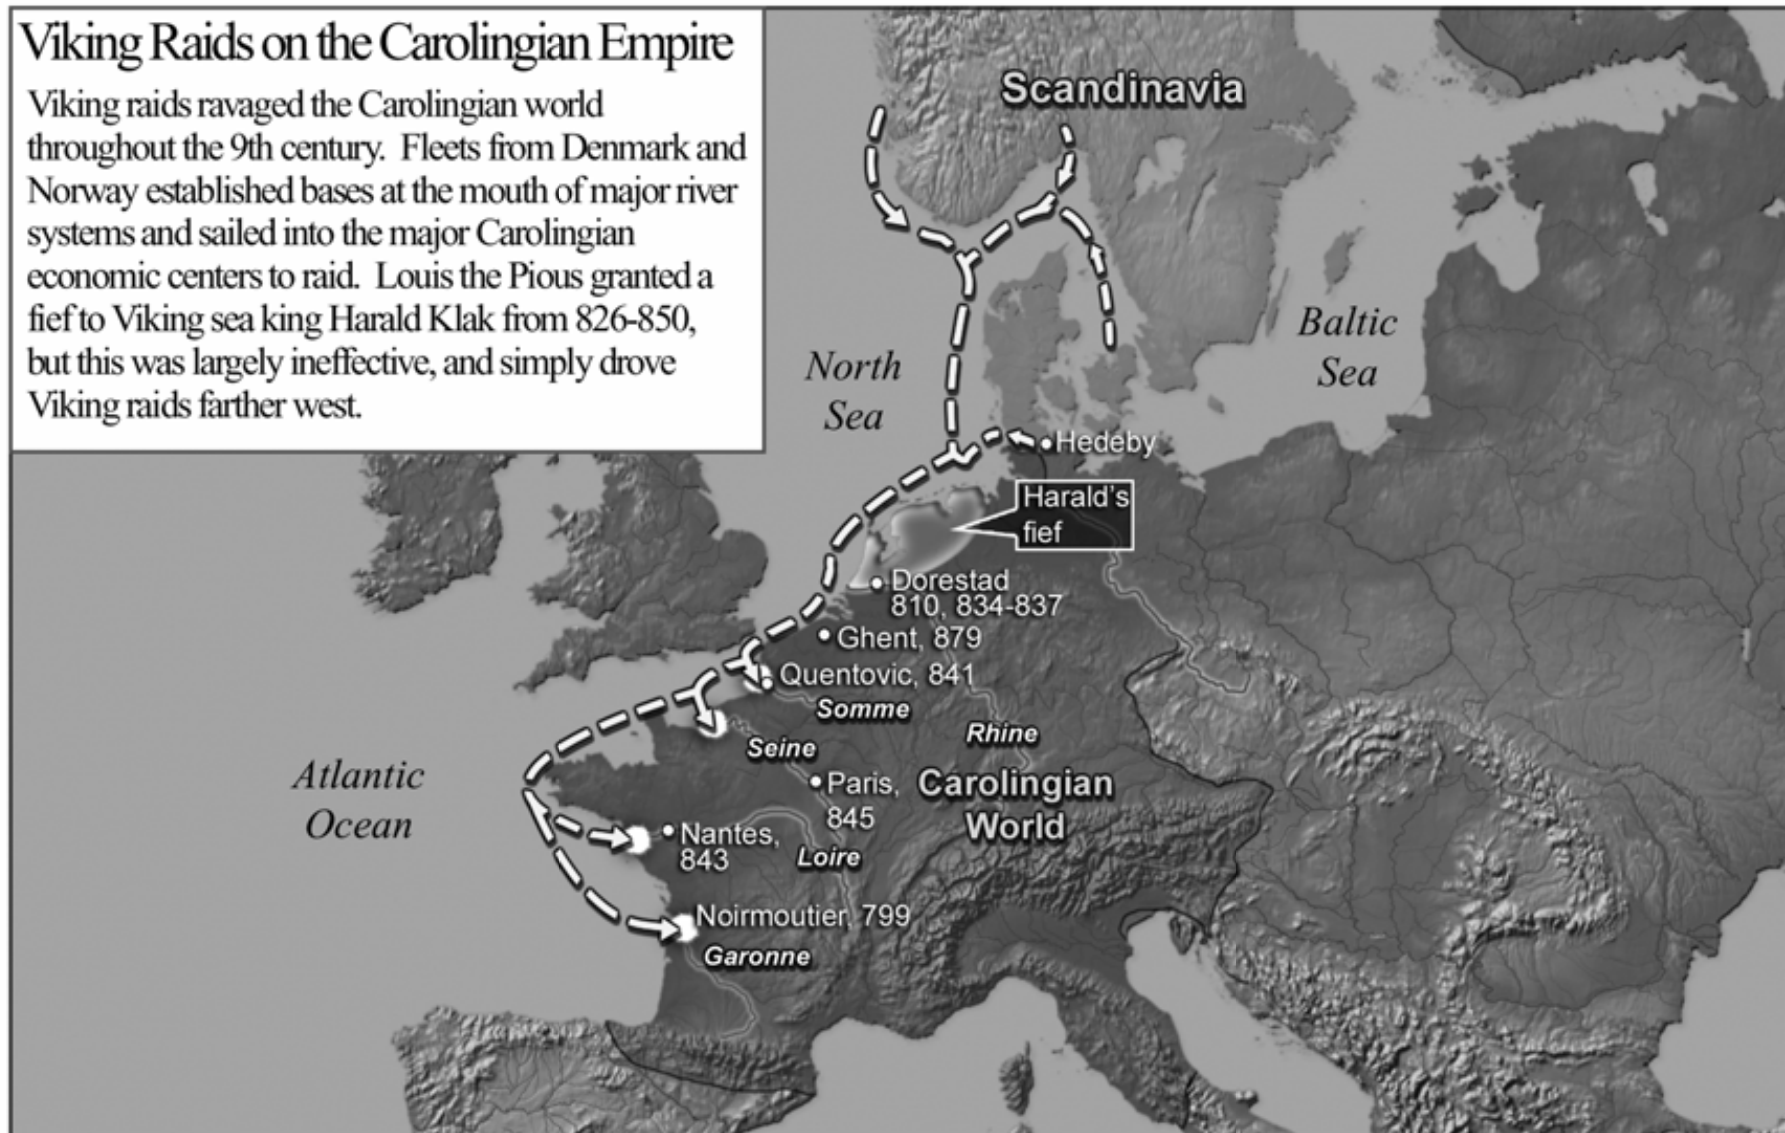 Viking Raids on the Carolingian Empire
Viking raids ravaged the Carolingian world
throughout the 9th century. Fleets from Denmark and
Norway established bases at the mouth of major river
systems and sailed into the major Carolingian
economic centers to raid. Louis the Pious granted a
fief to Viking sea king Harald Klak from 826-850,
but this was largely ineffective, and simply drove
Viking raids farther west.
Scandinavia
Baltic
Sea
North
Sea
Hedeby
Harald's
fief
Dorestad
810, 834-837
Ghent, 879
Quentovic, 841
Somme
Seine
Rhine
Atlantic
Ocean
Paris,
845
Carolingian
World
Nantes,
843
Loire
Noirmoutier, 799
Garonne